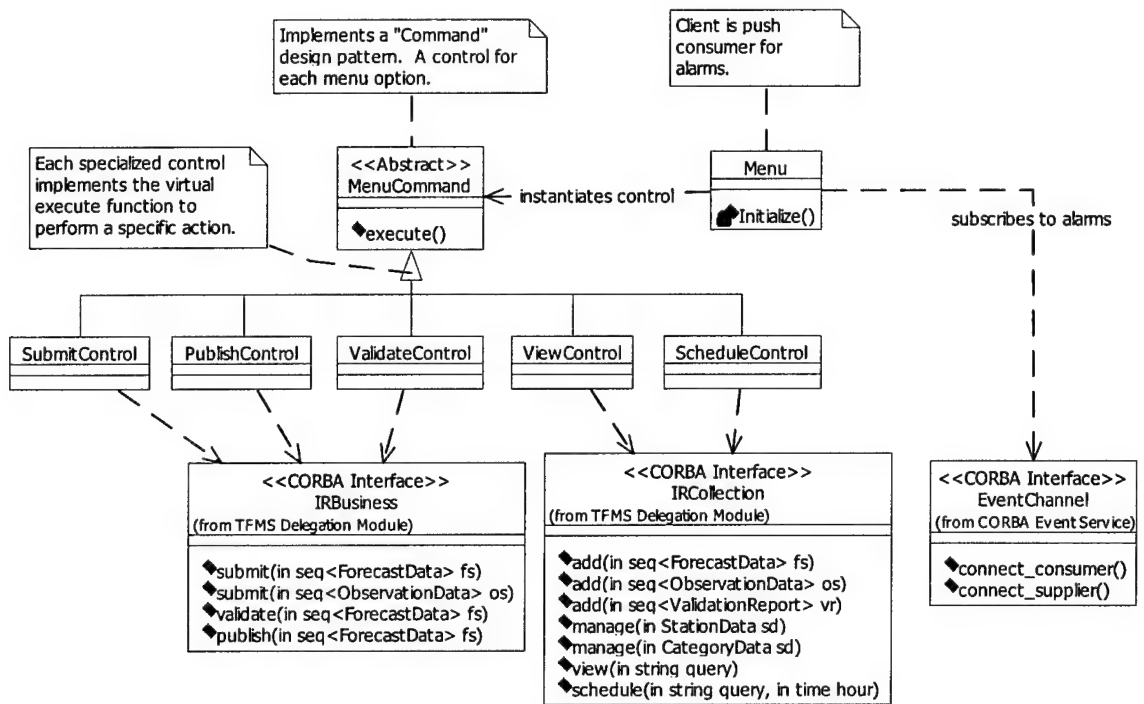 Implements a "Command"
design pattern. A control for
each menu option.
Client is push
consumer for
alarms.
Each specialized control
implements the virtual
execute function to
perform a specific action.
<<Abstract>>
MenuCommand
execute()
instantiates control
Menu
Initialize()
subscribes to alarms
SubmitControl
PublishControl
ValidateControl
ViewControl
ScheduleControl
<<CORBA Interface>>
IRBusiness
(from TFMS Delegation Module)
submit(in seq<ForecastData> fs)
submit(in seq<ObservationData> os)
validate(in seq<ForecastData> fs)
publish(in seq<ForecastData> fs)
<<CORBA Interface>>
IRCollection
(from TFMS Delegation Module)
add(in seq<ForecastData> fs)
add(in seq<ObservationData> os)
add(in seq<ValidationReport> vr)
manage(in StationData sd)
manage(in CategoryData sd)
view(in string query)
schedule(in string query, in time hour)
<<CORBA Interface>>
EventChannel
(from CORBA EventService)
connect_consumer()
connect_supplier()